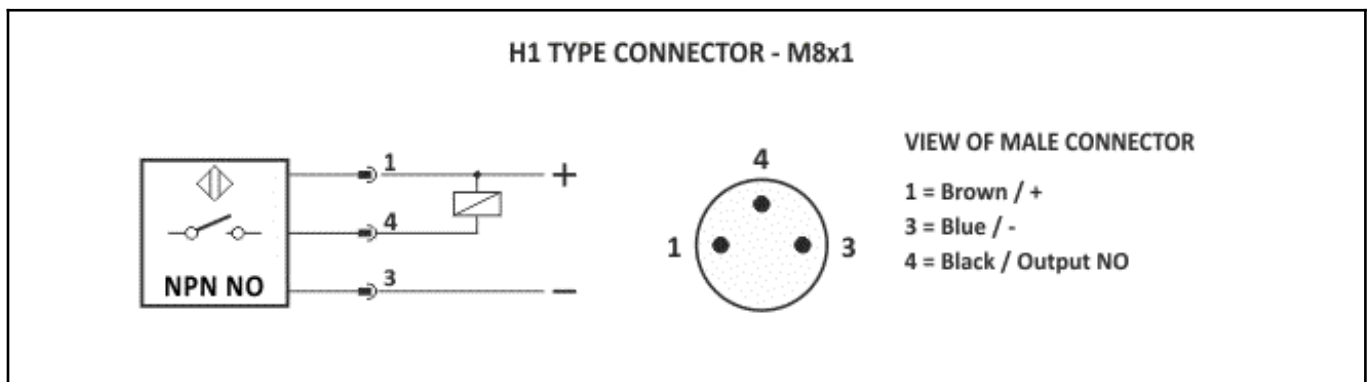 H1 TYPE CONNECTOR - M8x1
1
+
4
3
−
NPN NO
4
1
3
VIEW OF MALE CONNECTOR
1 = Brown / +
3 = Blue / -
4 = Black / Output NO